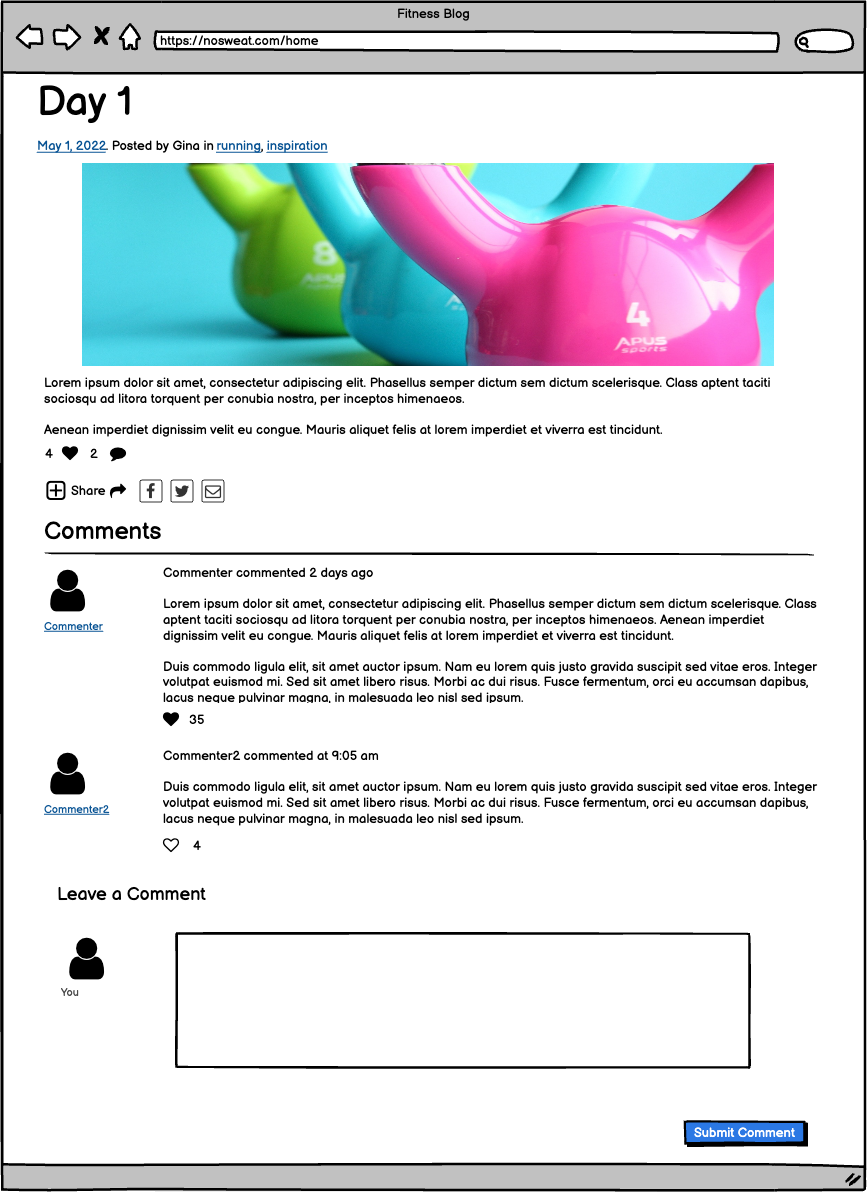 Fitness Blog
https://nosweat.com/home
Day 1
May 1, 2022. Posted by Gina in running, inspiration
8
APUS
4
APUS
sports
Lorem ipsum dolor sit amet, consectetur adipiscing elit. Phasellus semper dictum sem dictum scelerisque. Class aptent taciti
sociosqu ad litora torquent per conubia nostra, per inceptos himenaeos.
Aenean imperdiet dignissim velit eu congue. Mauris aliquet felis at lorem imperdiet et viverra est tincidunt.
4 2
Share
Comments
Commenter commented 2 days ago
Commenter
Lorem ipsum dolor sit amet, consectetur adipiscing elit. Phasellus semper dictum sem dictum scelerisque. Class
aptent taciti sociosqu ad litora torquent per conubia nostra, per inceptos himenaeos. Aenean imperdiet
dignissim velit eu congue. Mauris aliquet felis at lorem imperdiet et viverra est tincidunt.
Duis commodo ligula elit, sit amet auctor ipsum. Nam eu lorem quis justo gravida suscipit sed vitae eros. Integer
volutpat euismod mi. Sed sit amet libero risus. Morbi ac dui risus. Fusce fermentum, orci eu accumsan dapibus,
lacus neque pulvinar magna, in malesuada leo nisl sed ipsum.
35
Commenter2 commented at 9:05 am
Commenter2
Duis commodo ligula elit, sit amet auctor ipsum. Nam eu lorem quis justo gravida suscipit sed vitae eros. Integer
volutpat euismod mi. Sed sit amet libero risus. Morbi ac dui risus. Fusce fermentum, orci eu accumsan dapibus,
lacus neque pulvinar magna, in malesuada leo nisl sed ipsum.
4
Leave a Comment
You
Submit Comment